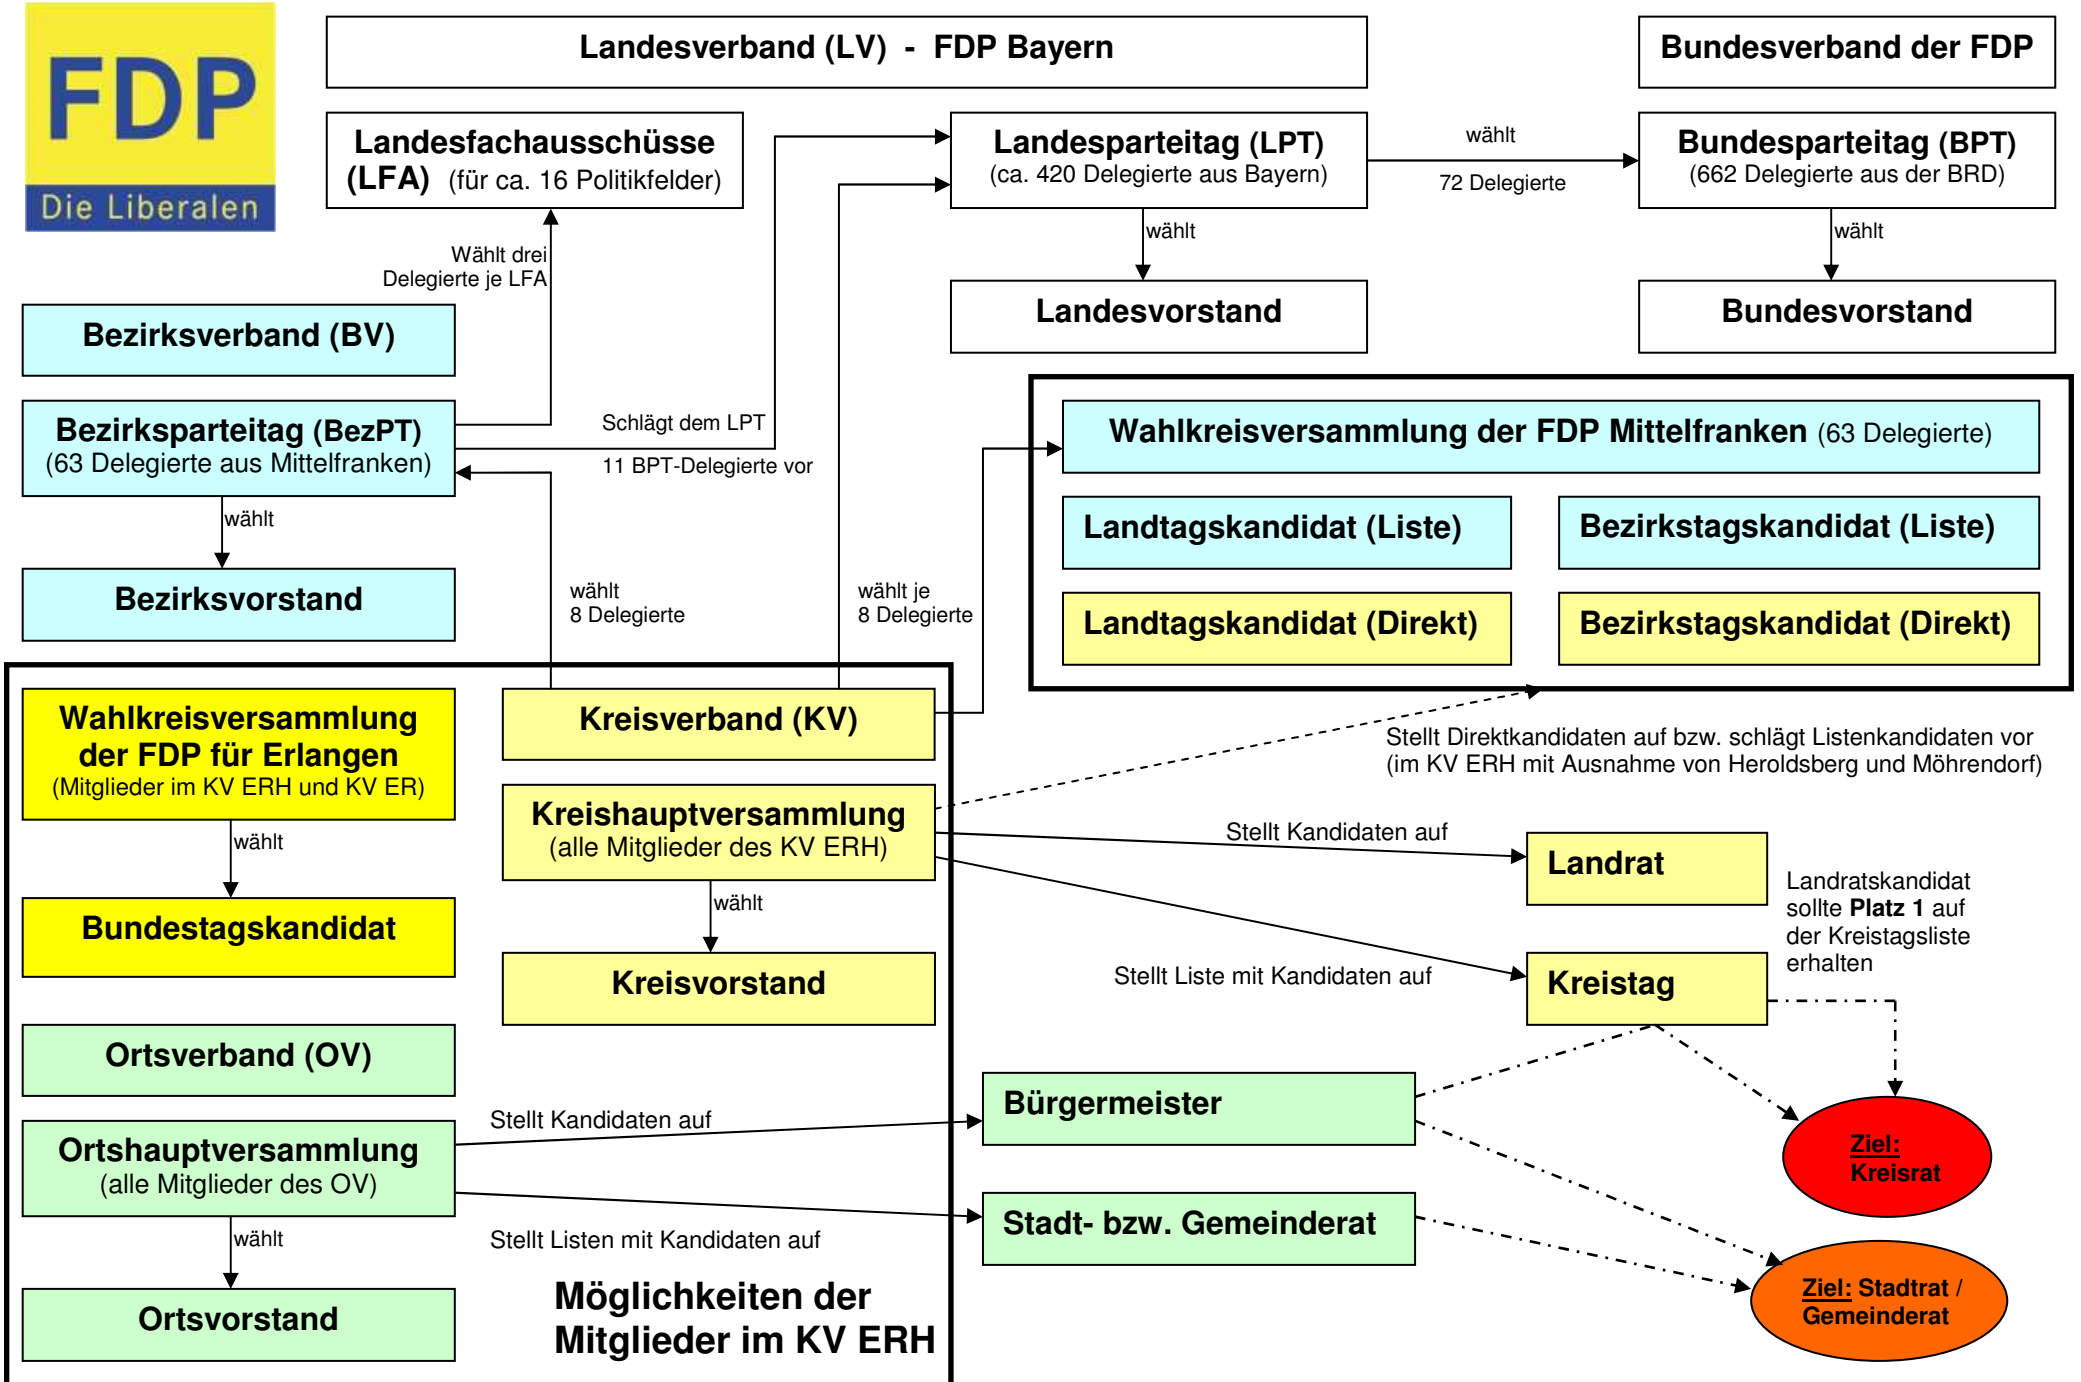 FDP
Die Liberalen
Landesverband (LV) - FDP Bayern
Bundesverband der FDP
Landesfachausschüsse
(LFA) (für ca. 16 Politikfelder)
Landesparteitag (LPT)
(ca. 420 Delegierte aus Bayern)
wählt
72 Delegierte
Bundesparteitag (BPT)
(662 Delegierte aus der BRD)
Wählt drei
Delegierte je LFA
wählt
wählt
Landesvorstand
Bundesvorstand
Bezirksverband (BV)
Bezirksparteitag (BezPT)
(63 Delegierte aus Mittelfranken)
Schlägt dem LPT
11 BPT-Delegierte vor
Wahlkreisversammlung der FDP Mittelfranken (63 Delegierte)
wählt
Landtagskandidat (Liste)
Bezirkstagskandidat (Liste)
Bezirksvorstand
wählt
8 Delegierte
wählt je
8 Delegierte
Landtagskandidat (Direkt)
Bezirkstagskandidat (Direkt)
Wahlkreisversammlung
der FDP für Erlangen
(Mitglieder im KV ERH und KV ER)
Kreisverband (KV)
Stellt Direktkandidaten auf bzw. schlägt Listenkandidaten vor
(im KV ERH mit Ausnahme von Heroldsberg und Möhrendorf)
Kreishauptversammlung
(alle Mitglieder des KV ERH)
wählt
Stellt Kandidaten auf
Landrat
Landratskandidat
sollte Platz 1 auf
der Kreistagsliste
erhalten
Bundestagskandidat
wählt
Kreisvorstand
Stellt Liste mit Kandidaten auf
Kreistag
Ortsverband (OV)
Stellt Kandidaten auf
Bürgermeister
Ortshauptversammlung
(alle Mitglieder des OV)
Ziel:
Kreisrat
wählt
Stellt Listen mit Kandidaten auf
Stadt- bzw. Gemeinderat
Ortsvorstand
Möglichkeiten der
Mitglieder im KV ERH
Ziel: Stadtrat /
Gemeinderat